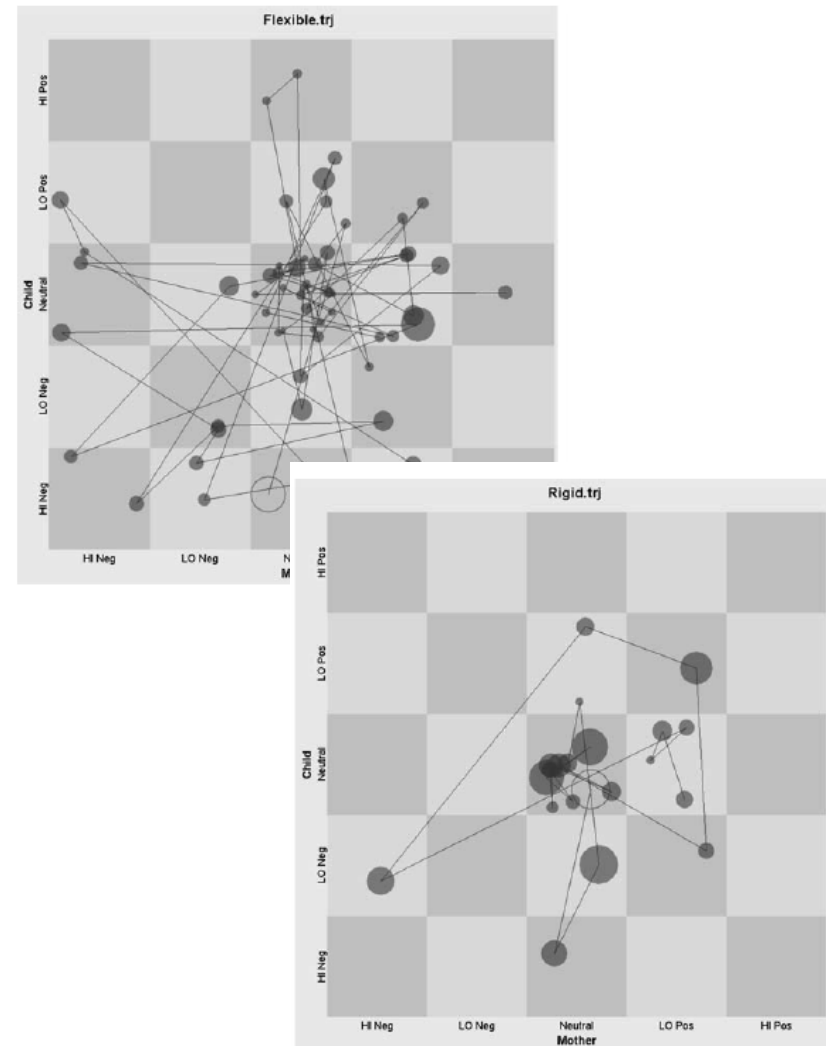 Flexible.trj
HI Pos
LO Pos
Neutral
LO Neg
HI Neg
Child
HI Neg
LO Neg
N
M
Rigid.trj
HI Pos
LO Pos
Neutral
LO Neg
HI Neg
Child
HI Neg
LO Neg
Neutral
LO Pos
HI Pos
Mother